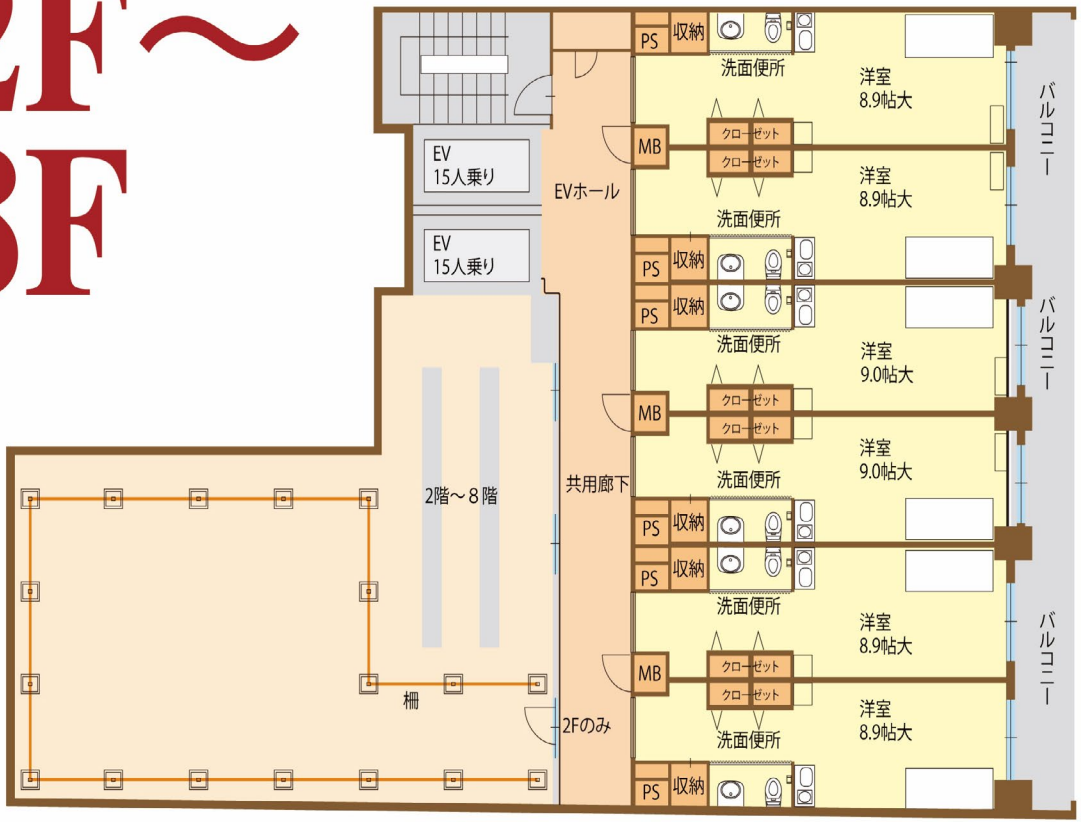 2F～
8F
EV
15人乗り
EV
15人乗り
EVホール
共用廊下
2階～8階
柵
2Fのみ
PS
収納
洗面便所
洋室
8.9帖大
クローゼット
MB
クローゼット
洋室
8.9帖大
洗面便所
PS
収納
PS
収納
洗面便所
洋室
9.0帖大
クローゼット
MB
クローゼット
洋室
9.0帖大
洗面便所
PS
収納
PS
収納
洗面便所
洋室
8.9帖大
クローゼット
MB
クローゼット
洋室
8.9帖大
洗面便所
PS
収納
バルコニー
バルコニー
バルコニー